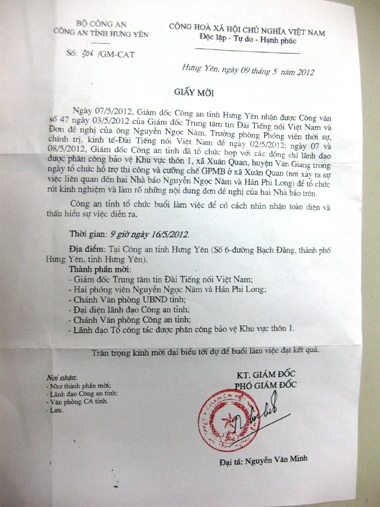 BỘ CÔNG AN
CÔNG AN TỈNH HƯNG YÊN
CỘNG HOÀ XÃ HỘI CHỦ NGHĨA VIỆT NAM
Độc lập - Tự do - Hạnh phúc
Số: /GM-CAT
Hưng Yên, ngày 09 tháng 5 năm 2012
GIẤY MỜI
Ngày 07/5/2012, Giám đốc Công an tỉnh Hưng Yên nhận được Công văn
số 47 ngày 03/5/2012 của Giám đốc Trung tâm tin Đài Tiếng nói Việt Nam và
Đơn đề nghị của ông Nguyễn Ngọc Năm, Trưởng phòng Phóng viên thời sự,
chính trị, kinh tế-Đài Tiếng nói Việt Nam đề ngày 02/5/2012; ngày 07 và
08/5/2012, Giám đốc Công an tỉnh đã tổ chức họp với các đồng chí lãnh đạo
được phân công bảo vệ Khu vực thôn 1, xã Xuân Quan, huyện Văn Giang trong
ngày tổ chức hỗ trợ thi công và cưỡng chế GPMB ở xã Xuân Quan (nơi xảy ra sự
việc liên quan đến hai Nhà báo Nguyễn Ngọc Năm và Hán Phi Long) để tổ chức
rút kinh nghiệm và làm rõ những nội dung đơn đề nghị của hai Nhà báo trên.
Công an tỉnh tổ chức buổi làm việc để có cách nhìn nhận toàn diện và
thấu hiểu sự việc diễn ra.
Thời gian: 9 giờ ngày 16/5/2012.
Địa điểm: Tại Công an tỉnh Hưng Yên (Số 6-đường Bạch Đằng, thành phố
Hưng Yên, tỉnh Hưng Yên).
Thành phần mời:
- Giám đốc Trung tâm tin Đài Tiếng nói Việt Nam;
- Hai phóng viên Nguyễn Ngọc Năm và Hán Phi Long;
- Chánh Văn phòng UBND tỉnh;
- Đại diện lãnh đạo Công an tỉnh;
- Chánh Văn phòng Công an tỉnh;
- Lãnh đạo Tổ công tác được phân công bảo vệ Khu vực thôn 1.
Trân trọng kính mời đại biểu tới dự để buổi làm việc đạt kết quả.
Nơi nhận:
- Như thành phần mời;
- Lãnh đạo Công an tỉnh;
- Văn phòng CA tỉnh.
- Lưu.
KT. GIÁM ĐỐC
PHÓ GIÁM ĐỐC
Đại tá: Nguyễn Văn Minh